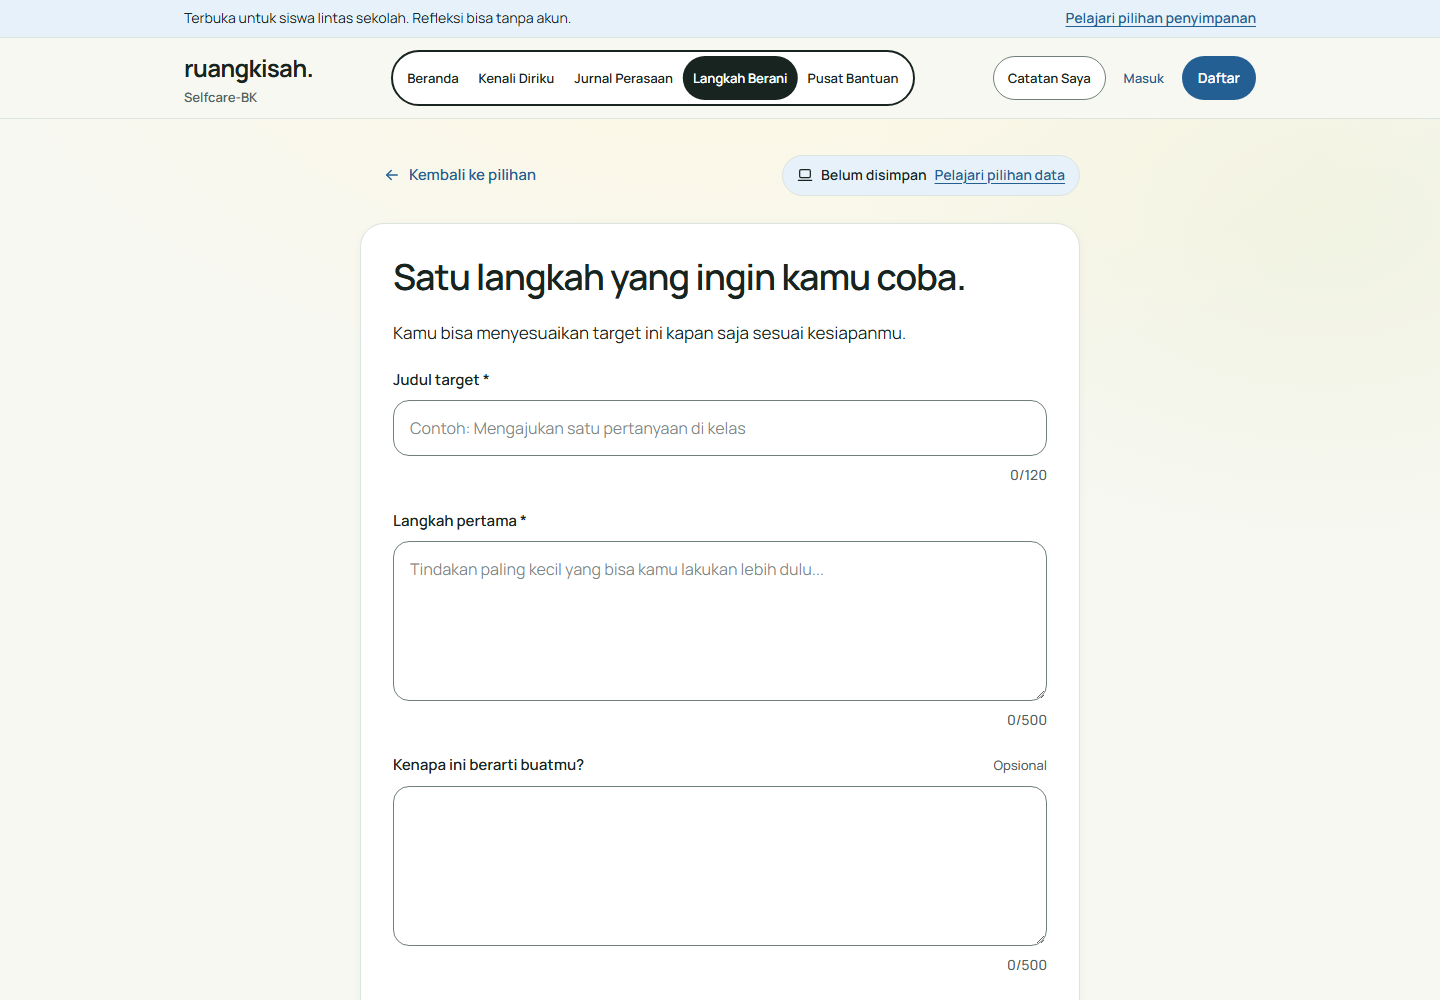 Terbuka untuk siswa lintas sekolah. Refleksi bisa tanpa akun.
Pelajari pilihan penyimpanan
ruangkisah.
Selfcare-BK
Beranda
Kenali Diriku
Jurnal Perasaan
Langkah Berani
Pusat Bantuan
Catatan Saya
Masuk
Daftar
Kembali ke pilihan
Belum disimpan
Pelajari pilihan data
Satu langkah yang ingin kamu coba.
Kamu bisa menyesuaikan target ini kapan saja sesuai kesiapanmu.
Judul target *
Contoh: Mengajukan satu pertanyaan di kelas
0/120
Langkah pertama *
Tindakan paling kecil yang bisa kamu lakukan lebih dulu...
0/500
Kenapa ini berarti buatmu?
Opsional
0/500